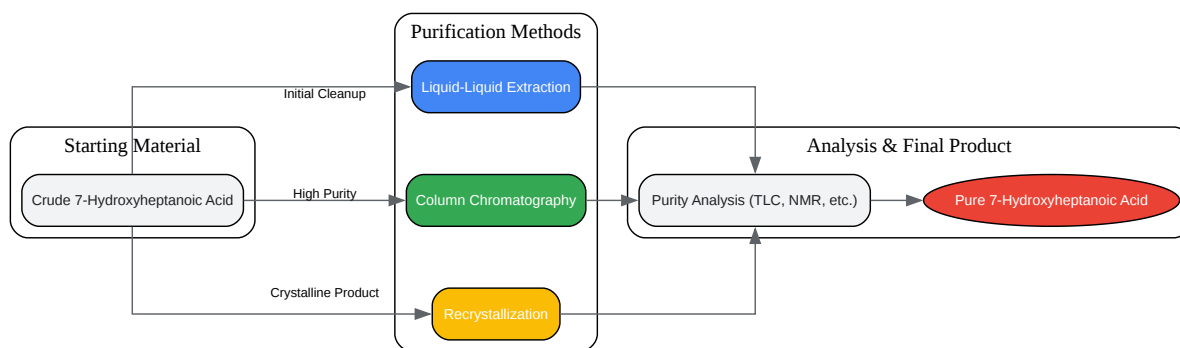 Purification Methods
Liquid-Liquid Extraction
Initial Cleanup
Starting Material
Analysis & Final Product
Crude 7-Hydroxyheptanoic Acid
High Purity
Column Chromatography
Purity Analysis (TLC, NMR, etc.)
Pure 7-Hydroxyheptanoic Acid
Crystalline Product
Recrystallization